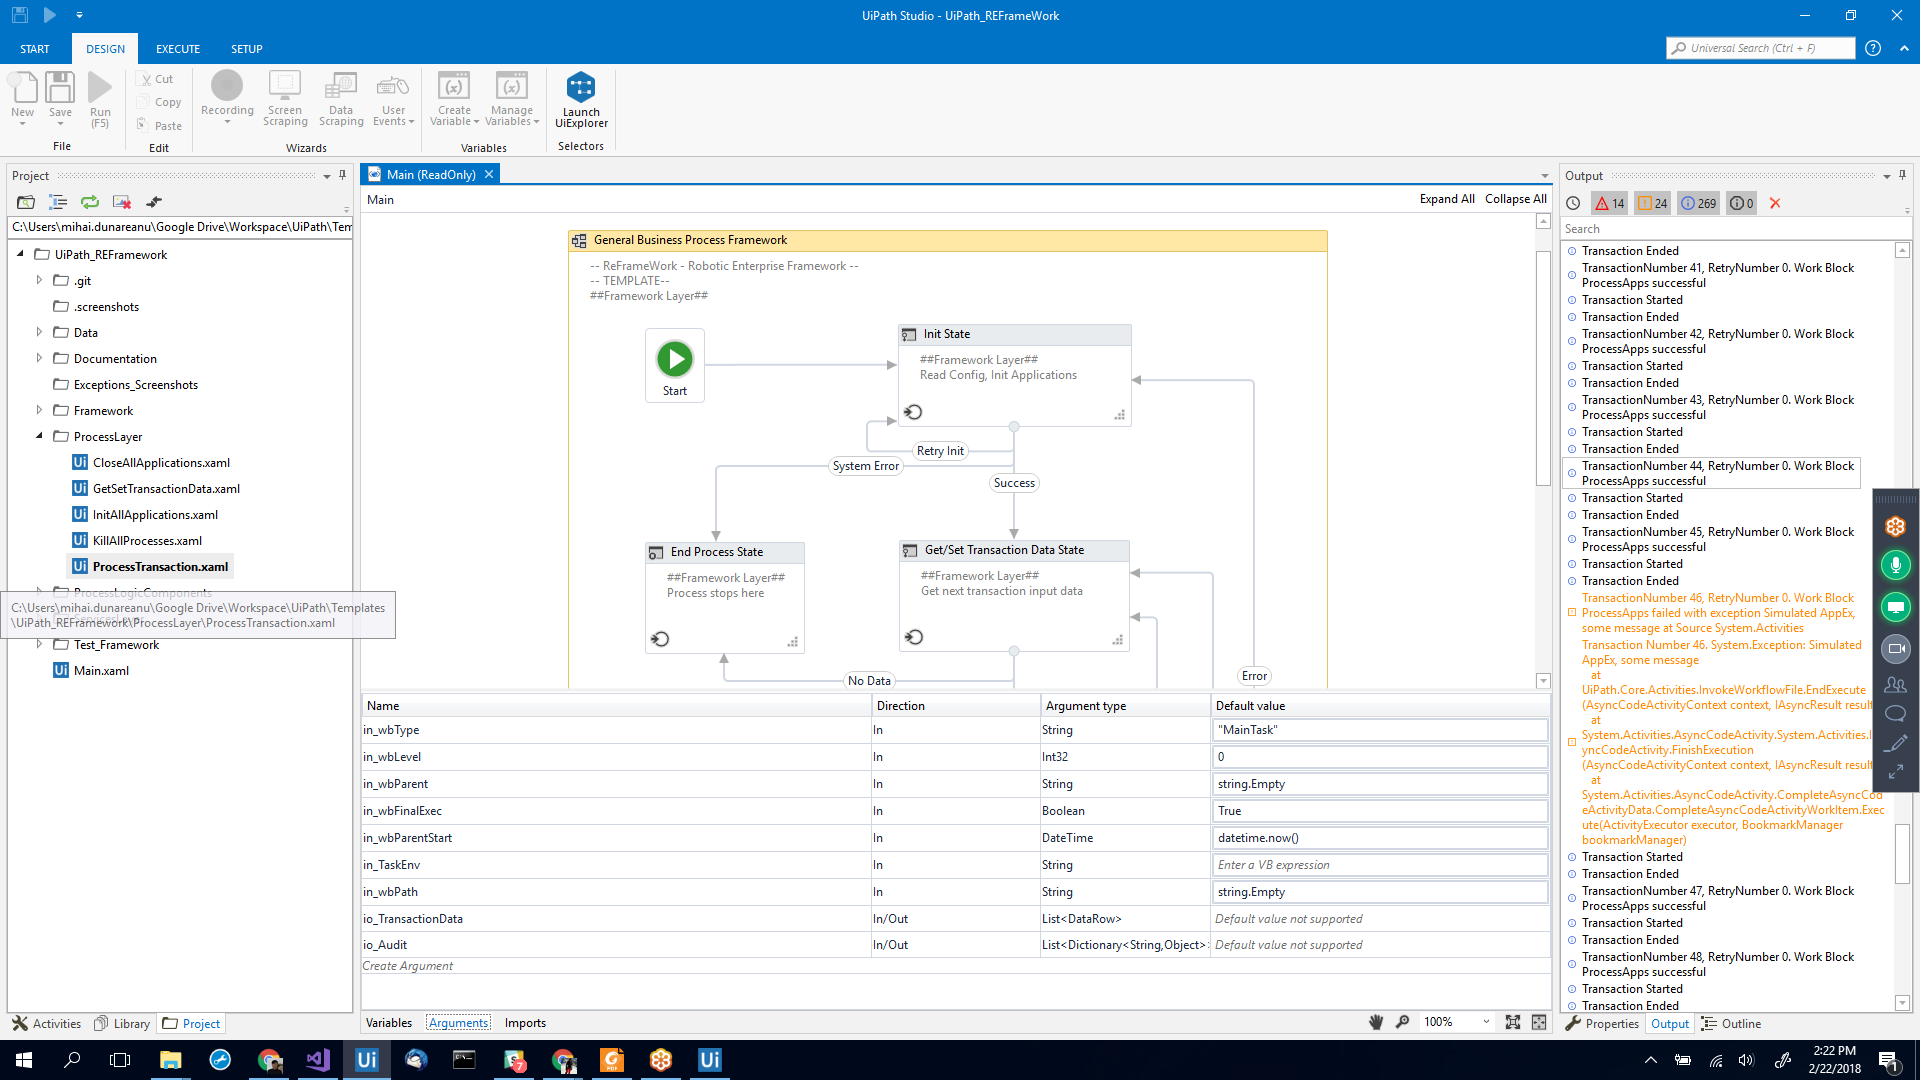 UiPath Studio - UiPath_REFrameWork
START
DESIGN
EXECUTE
SETUP
Universal Search (Ctrl + F)
New
Save
Run
(F5)
File
Cut
Copy
Paste
Edit
Recording
Screen
Scraping
Data
Scraping
User
Events
Wizards
Create
Variable
Manage
Variables
Variables
Launch
UiExplorer
Selectors
Project
C:\Users\mihai.dunareanu\Google Drive\Workspace\UiPath\Tem
UiPath_REFramework
.git
.screenshots
Data
Documentation
Exceptions_Screenshots
Framework
ProcessLayer
CloseAllApplications.xaml
GetSetTransactionData.xaml
InitAllApplications.xaml
KillAllProcesses.xaml
ProcessTransaction.xaml
ProcessLogicComponents
C:\Users\mihai.dunareanu\Google Drive\Workspace\UiPath\Templates
\UiPath_REFramework\ProcessLayer\ProcessTransaction.xaml
Test_Framework
Main.xaml
Activities
Library
Project
Main (ReadOnly)
Main
Expand All
Collapse All
General Business Process Framework
-- ReFrameWork - Robotic Enterprise Framework --
-- TEMPLATE--
##Framework Layer##
Start
Init State
##Framework Layer##
Read Config, Init Applications
Retry Init
System Error
Success
End Process State
##Framework Layer##
Process stops here
Get/Set Transaction Data State
##Framework Layer##
Get next transaction input data
No Data
Error
Name Direction Argument type Default value
in_wbType In String "MainTask"
in_wbLevel In Int32 0
in_wbParent In String string.Empty
in_wbFinalExec In Boolean True
in_wbParentStart In DateTime datetime.now()
in_TaskEnv In String Enter a VB expression
in_wbPath In String string.Empty
io_TransactionData In/Out List<DataRow> Default value not supported
io_Audit In/Out List<Dictionary<String,Object>> Default value not supported
Create Argument
Variables
Arguments
Imports
100%
Output
14
24
269
0
Search
Transaction Ended
TransactionNumber 41, RetryNumber 0. Work Block
ProcessApps successful
Transaction Started
Transaction Ended
TransactionNumber 42, RetryNumber 0. Work Block
ProcessApps successful
Transaction Started
Transaction Ended
TransactionNumber 43, RetryNumber 0. Work Block
ProcessApps successful
Transaction Started
Transaction Ended
TransactionNumber 44, RetryNumber 0. Work Block
ProcessApps successful
Transaction Started
Transaction Ended
TransactionNumber 45, RetryNumber 0. Work Block
ProcessApps successful
Transaction Started
Transaction Ended
TransactionNumber 46, RetryNumber 0. Work Block
ProcessApps failed with exception Simulated AppEx,
some message at Source System.Activities
Transaction Number 46. System.Exception: Simulated
AppEx, some message
at
UiPath.Core.Activities.InvokeWorkflowFile.EndExecute
(AsyncCodeActivityContext context, IAsyncResult result
at
System.Activities.AsyncCodeActivity.System.Activities.I
yncCodeActivity.FinishExecution
(AsyncCodeActivityContext context, IAsyncResult result
at
System.Activities.AsyncCodeActivity.CompleteAsyncCod
eActivityData.CompleteAsyncCodeActivityWorkItem.Exec
ute(ActivityExecutor executor, BookmarkManager
bookmarkManager)
Transaction Started
Transaction Ended
TransactionNumber 47, RetryNumber 0. Work Block
ProcessApps successful
Transaction Started
Transaction Ended
TransactionNumber 48, RetryNumber 0. Work Block
ProcessApps successful
Transaction Started
Transaction Ended
Properties
Output
Outline
2:22 PM
2/22/2018